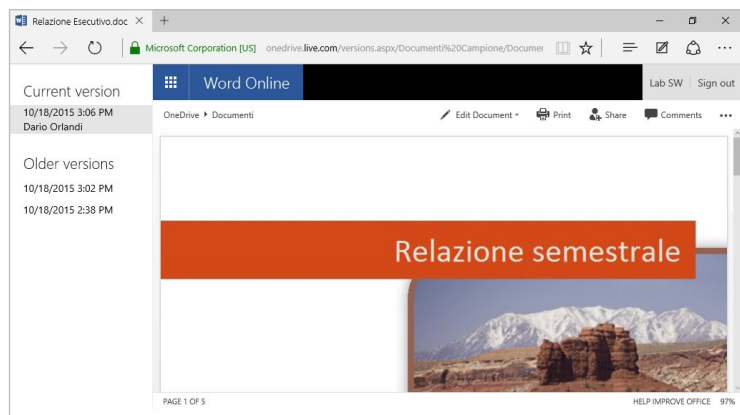 Relazione Esecutivo.doc
Microsoft Corporation [US] onedrive.live.com/versions.aspx/Documenti%20Campione/Documer
Current version
10/18/2015 3:06 PM
Dario Orlandi
Older versions
10/18/2015 3:02 PM
10/18/2015 2:38 PM
Word Online
Lab SW Sign out
OneDrive Documenti
Edit Document Print Share Comments
Relazione semestrale
PAGE 1 OF 5
HELP IMPROVE OFFICE 97%